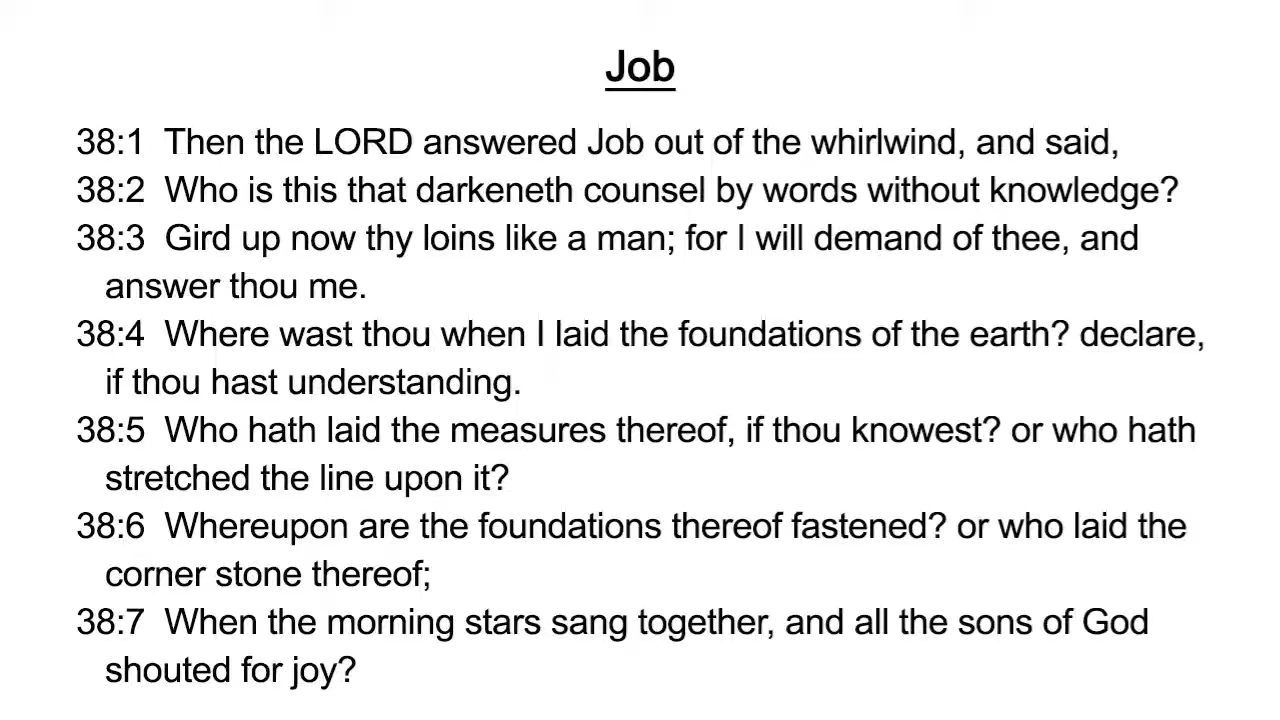 Job
38:1 Then the LORD answered Job out of the whirlwind, and said,
38:2 Who is this that darkeneth counsel by words without knowledge?
38:3 Gird up now thy loins like a man; for I will demand of thee, and
answer thou me.
38:4 Where wast thou when I laid the foundations of the earth? declare,
if thou hast understanding.
38:5 Who hath laid the measures thereof, if thou knowest? or who hath
stretched the line upon it?
38:6 Whereupon are the foundations thereof fastened? or who laid the
corner stone thereof;
38:7 When the morning stars sang together, and all the sons of God
shouted for joy?